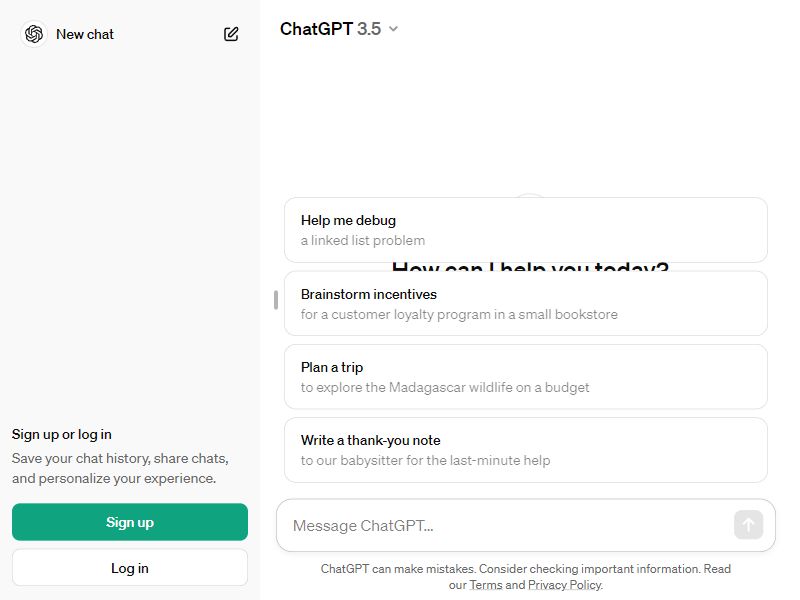 New chat
ChatGPT 3.5
Help me debug
a linked list problem
How can I help you today?
Brainstorm incentives
for a customer loyalty program in a small bookstore
Plan a trip
to explore the Madagascar wildlife on a budget
Write a thank-you note
to our babysitter for the last-minute help
Sign up or log in
Save your chat history, share chats,
and personalize your experience.
Sign up
Log in
Message ChatGPT...
ChatGPT can make mistakes. Consider checking important information. Read
our Terms and Privacy Policy.